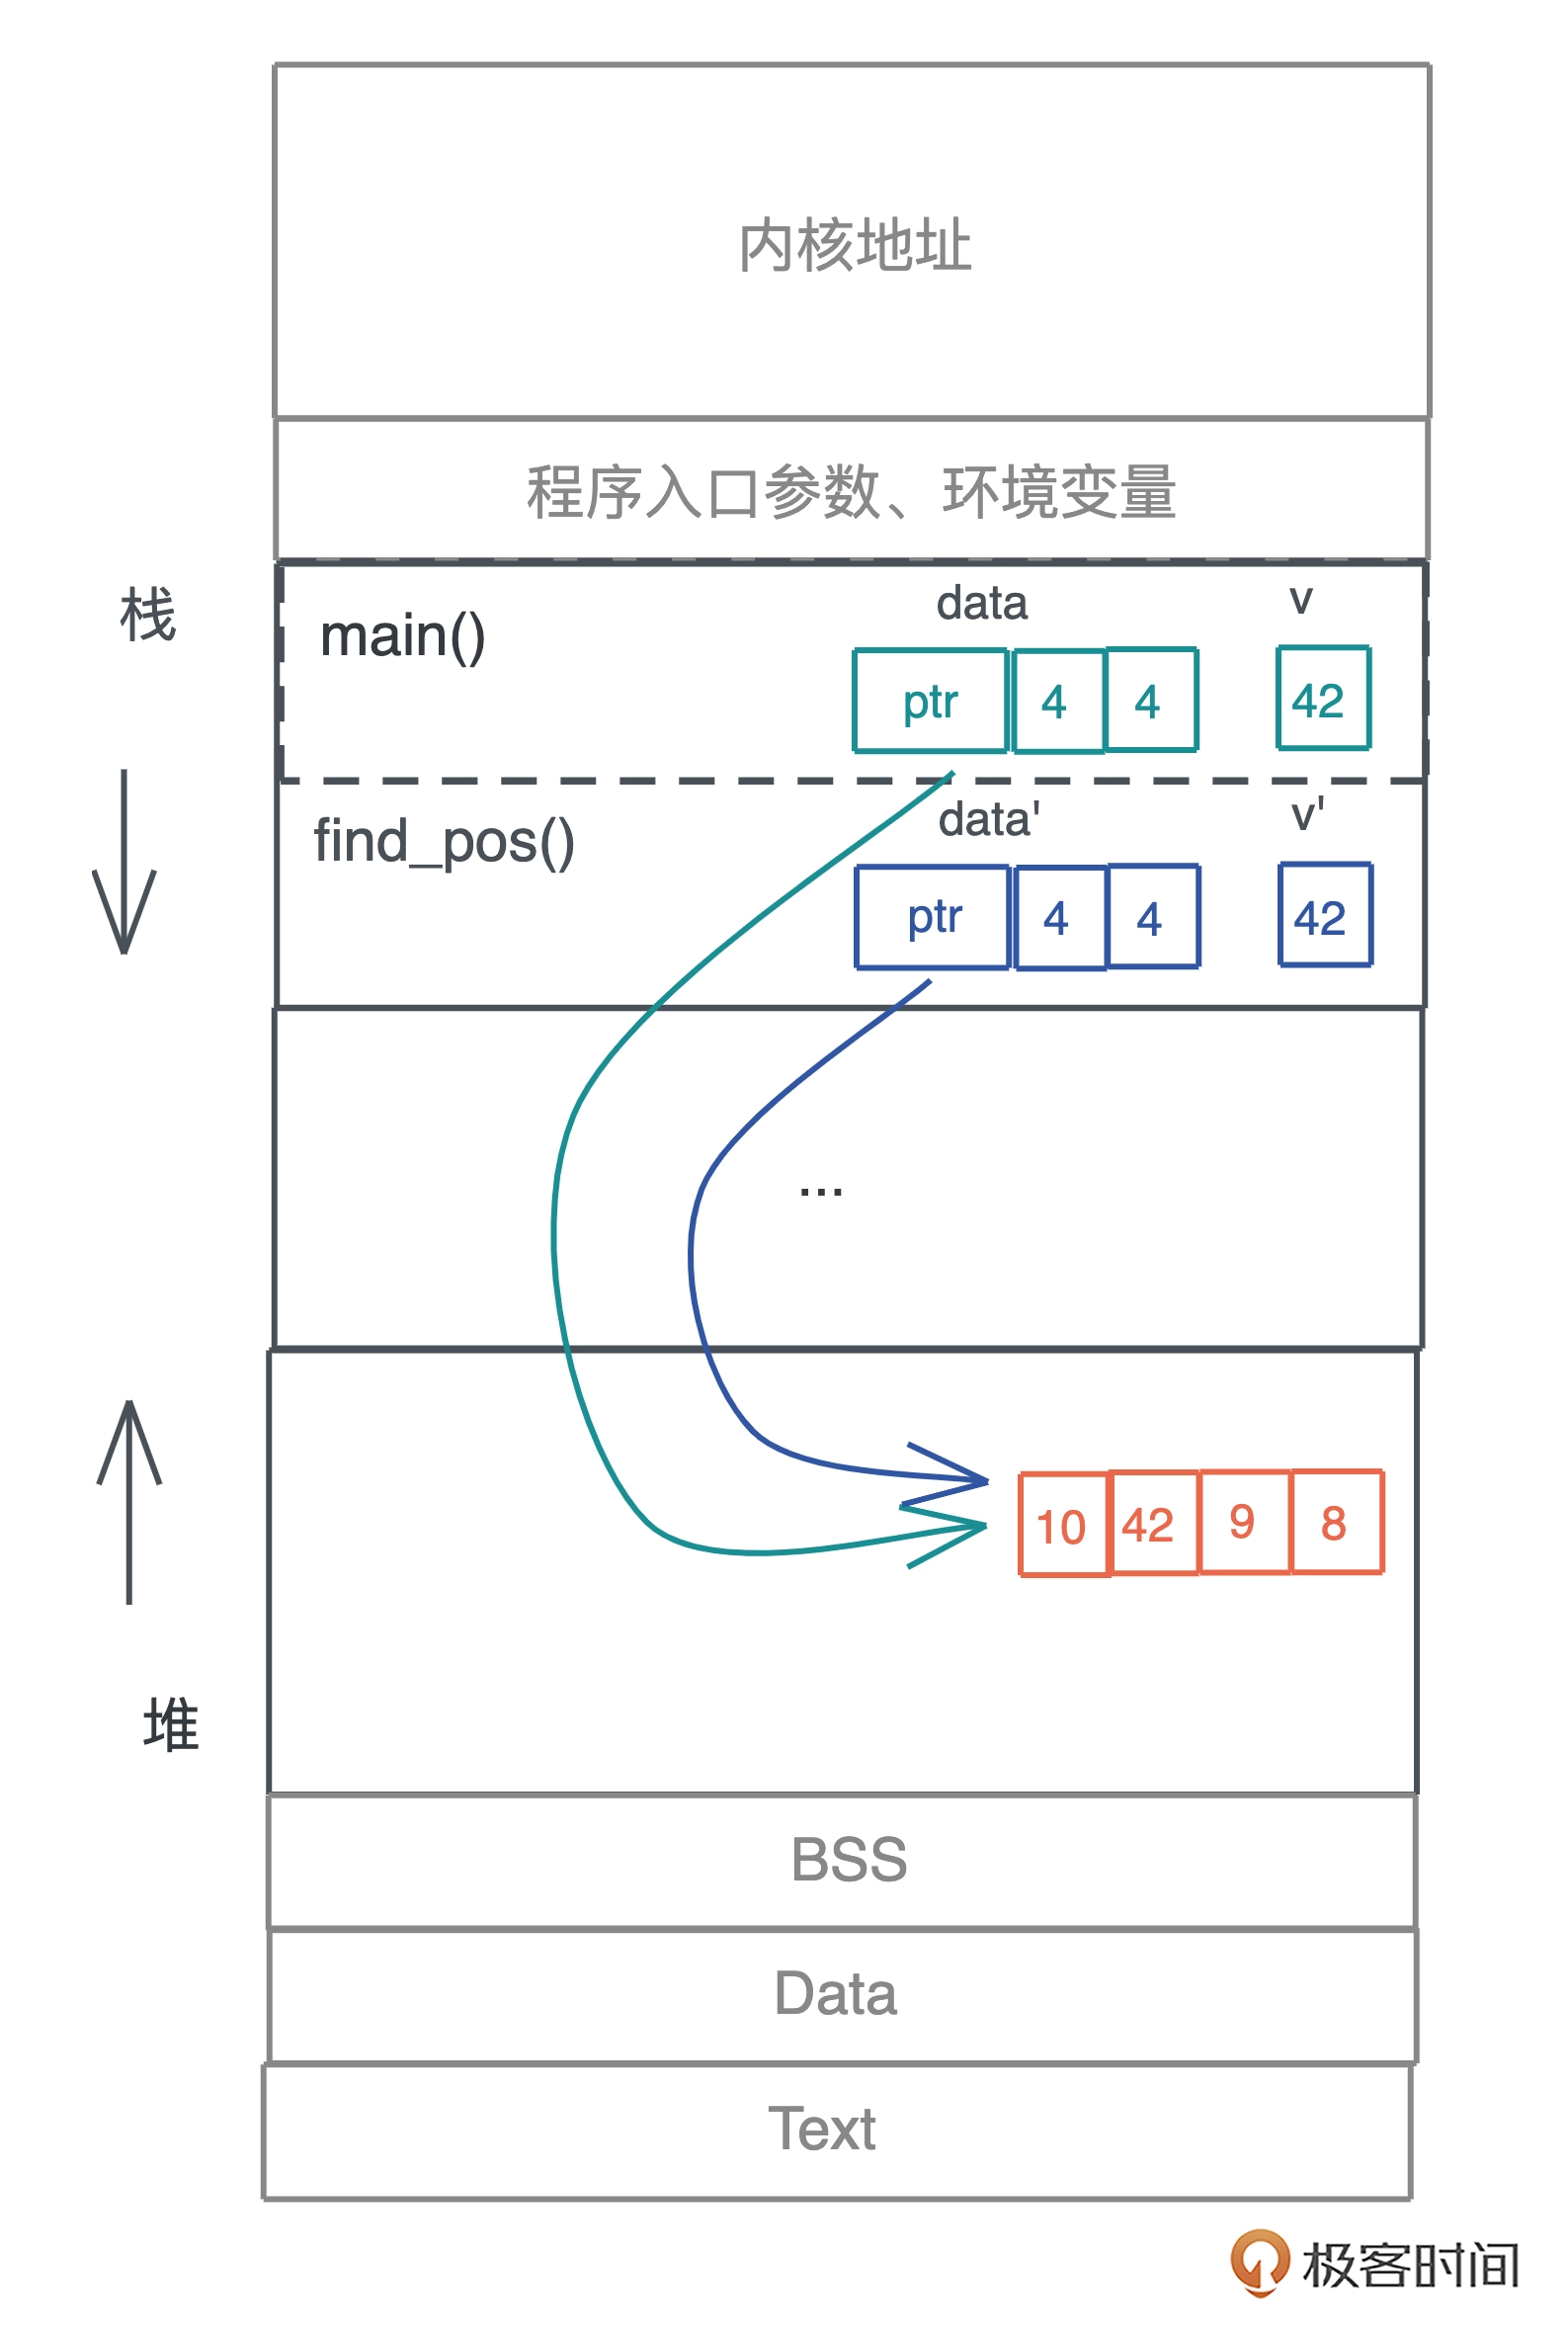 内核地址
程序入口参数、环境变量
栈
main()
data
v
ptr 4 4 42
find_pos()
data'
v'
ptr 4 4 42
...
10 42 9 8
堆
BSS
Data
Text
极客时间